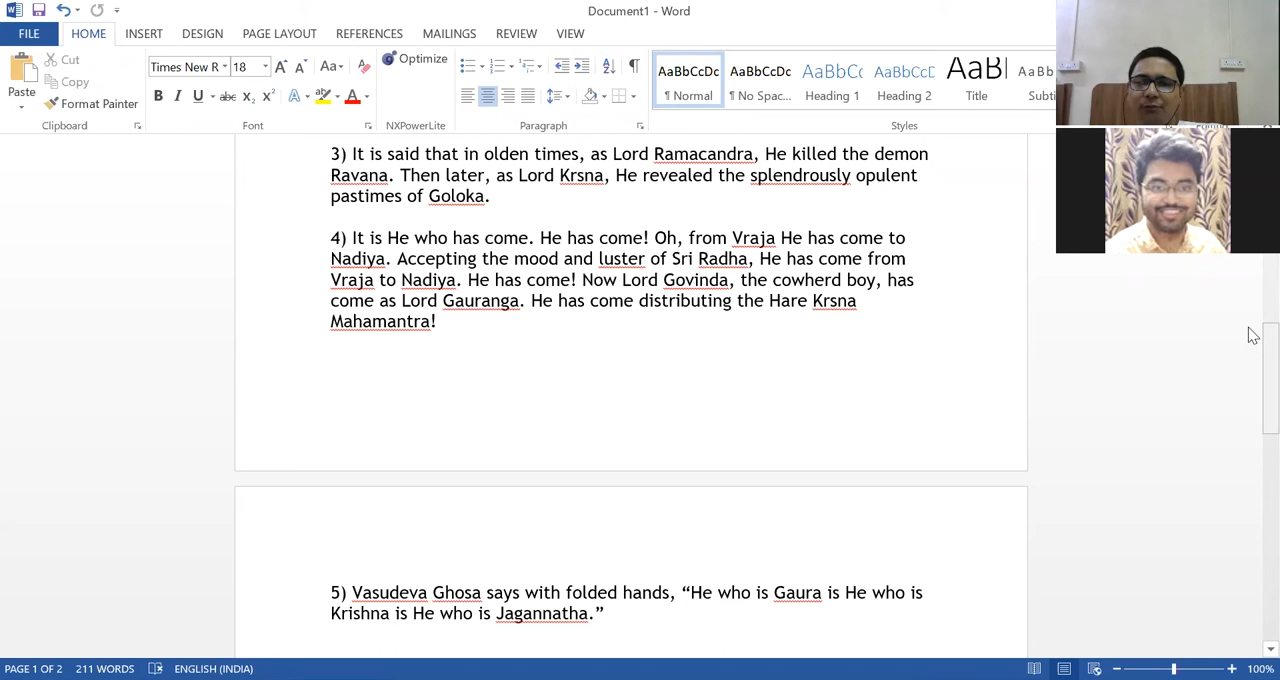 Document1 - Word
FILE HOME INSERT DESIGN PAGE LAYOUT REFERENCES MAILINGS REVIEW VIEW
Cut
Copy
Format Painter
Paste
Clipboard
Times New R 18
Aa
B I U abc X₂ X² A A
Font
Optimize
NXPowerLite
Paragraph
AaBbCcDc AaBbCcDc AaBbCc AaBbCcD AaB AaBb
¶ Normal ¶ No Spac... Heading 1 Heading 2 Title Subti
Styles
3) It is said that in olden times, as Lord Ramacandra, He killed the demon
Ravana. Then later, as Lord Krsna, He revealed the splendrously opulent
pastimes of Goloka.
4) It is He who has come. He has come! Oh, from Vraja He has come to
Nadiya. Accepting the mood and luster of Sri Radha, He has come from
Vraja to Nadiya. He has come! Now Lord Govinda, the cowherd boy, has
come as Lord Gauranga. He has come distributing the Hare Krsna
Mahamantra!
5) Vasudeva Ghosa says with folded hands, “He who is Gaura is He who is
Krishna is He who is Jagannatha.”
PAGE 1 OF 2 211 WORDS ENGLISH (INDIA) 100%